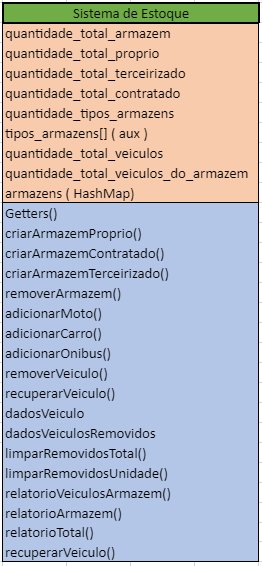 Sistema de Estoque
quantidade_total_armazem
quantidade_total_proprio
quantidade_total_terceirizado
quantidade_total_contratado
quantidade_tipos_armazens
tipos_armazens[] ( aux )
quantidade_total_veiculos
quantidade_total_veiculos_do_armazem
armazens ( HashMap)
Getters()
criarArmazemProprio()
criarArmazemContratado()
criarArmazemTerceirizado()
removerArmazem()
adicionarMoto()
adicionarCarro()
adicionarOnibus()
removerVeiculo()
recuperarVeiculo()
dadosVeiculo
dadosVeiculosRemovidos
limparRemovidosTotal()
limparRemovidosUnidade()
relatorioVeiculosArmazem()
relatorioArmazem()
relatorioTotal()
recuperarVeiculo()